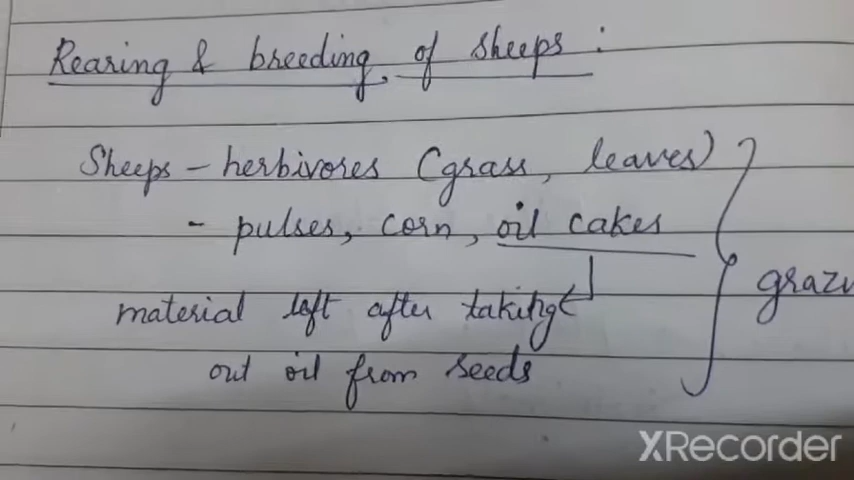 Rearing & breeding of sheeps :
Sheeps - herbivores (grass, leaves)
- pulses, corn, oil cakes
material left after taking
out oil from seeds
XRecorder